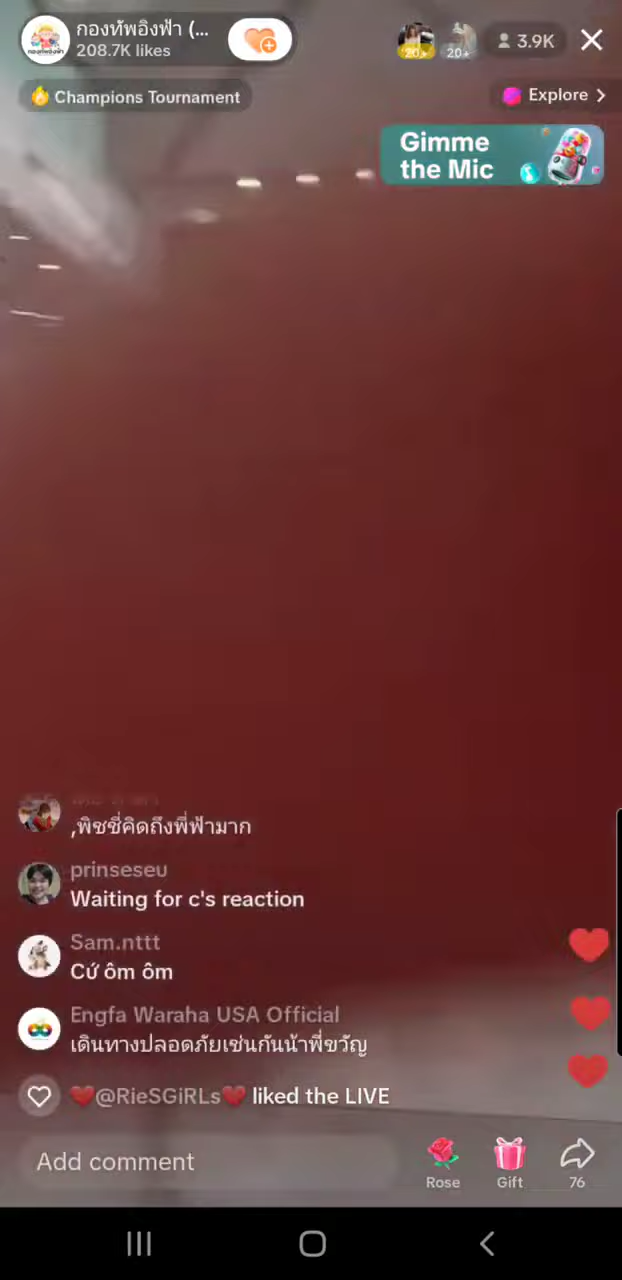 กองทัพอิงฟ้า (...
208.7K likes
20+
20+
3.9K
Champions Tournament
Explore
Gimme
the Mic
,พิชชี่คิดถึงพี่ฟ้ามาก
prinseseu
Waiting for c's reaction
Sam.nttt
Cứ ôm ôm
Engfa Waraha USA Official
เดินทางปลอดภัยเช่นกันน้าพี่ขวัญ
❤️@RieSGiRLs❤️ liked the LIVE
Add comment
Rose
Gift
76